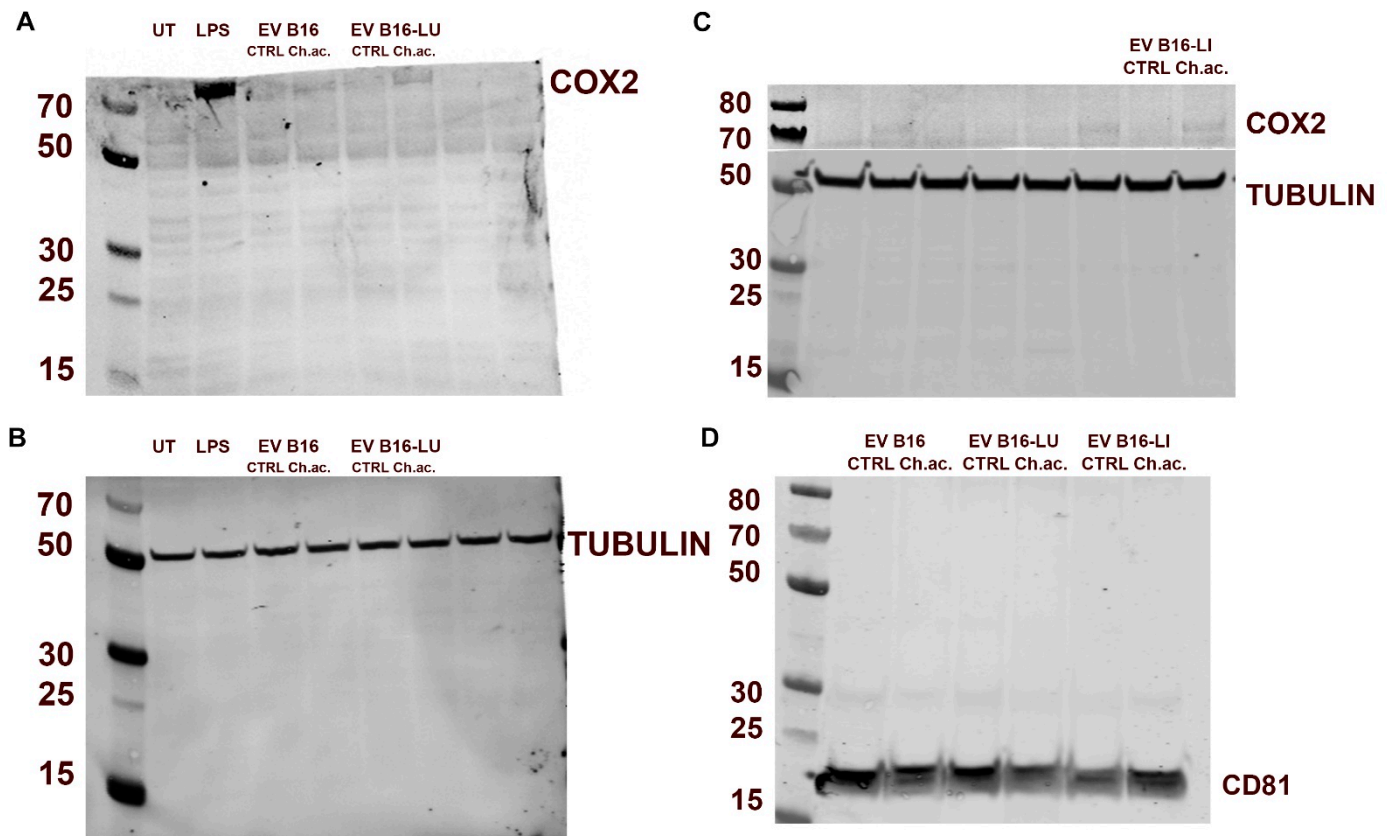 A
UT LPS EV B16 EV B16-LU
CTRL Ch.ac. CTRL Ch.ac.
COX2
70
50
30
25
15
B
UT LPS EV B16 EV B16-LU
CTRL Ch.ac. CTRL Ch.ac.
70
50
TUBULIN
30
25
15
C
EV B16-LI
CTRL Ch.ac.
80
COX2
70
50
TUBULIN
30
25
15
D
EV B16 EV B16-LU EV B16-LI
CTRL Ch.ac. CTRL Ch.ac. CTRL Ch.ac.
80
70
50
30
25
CD81
15